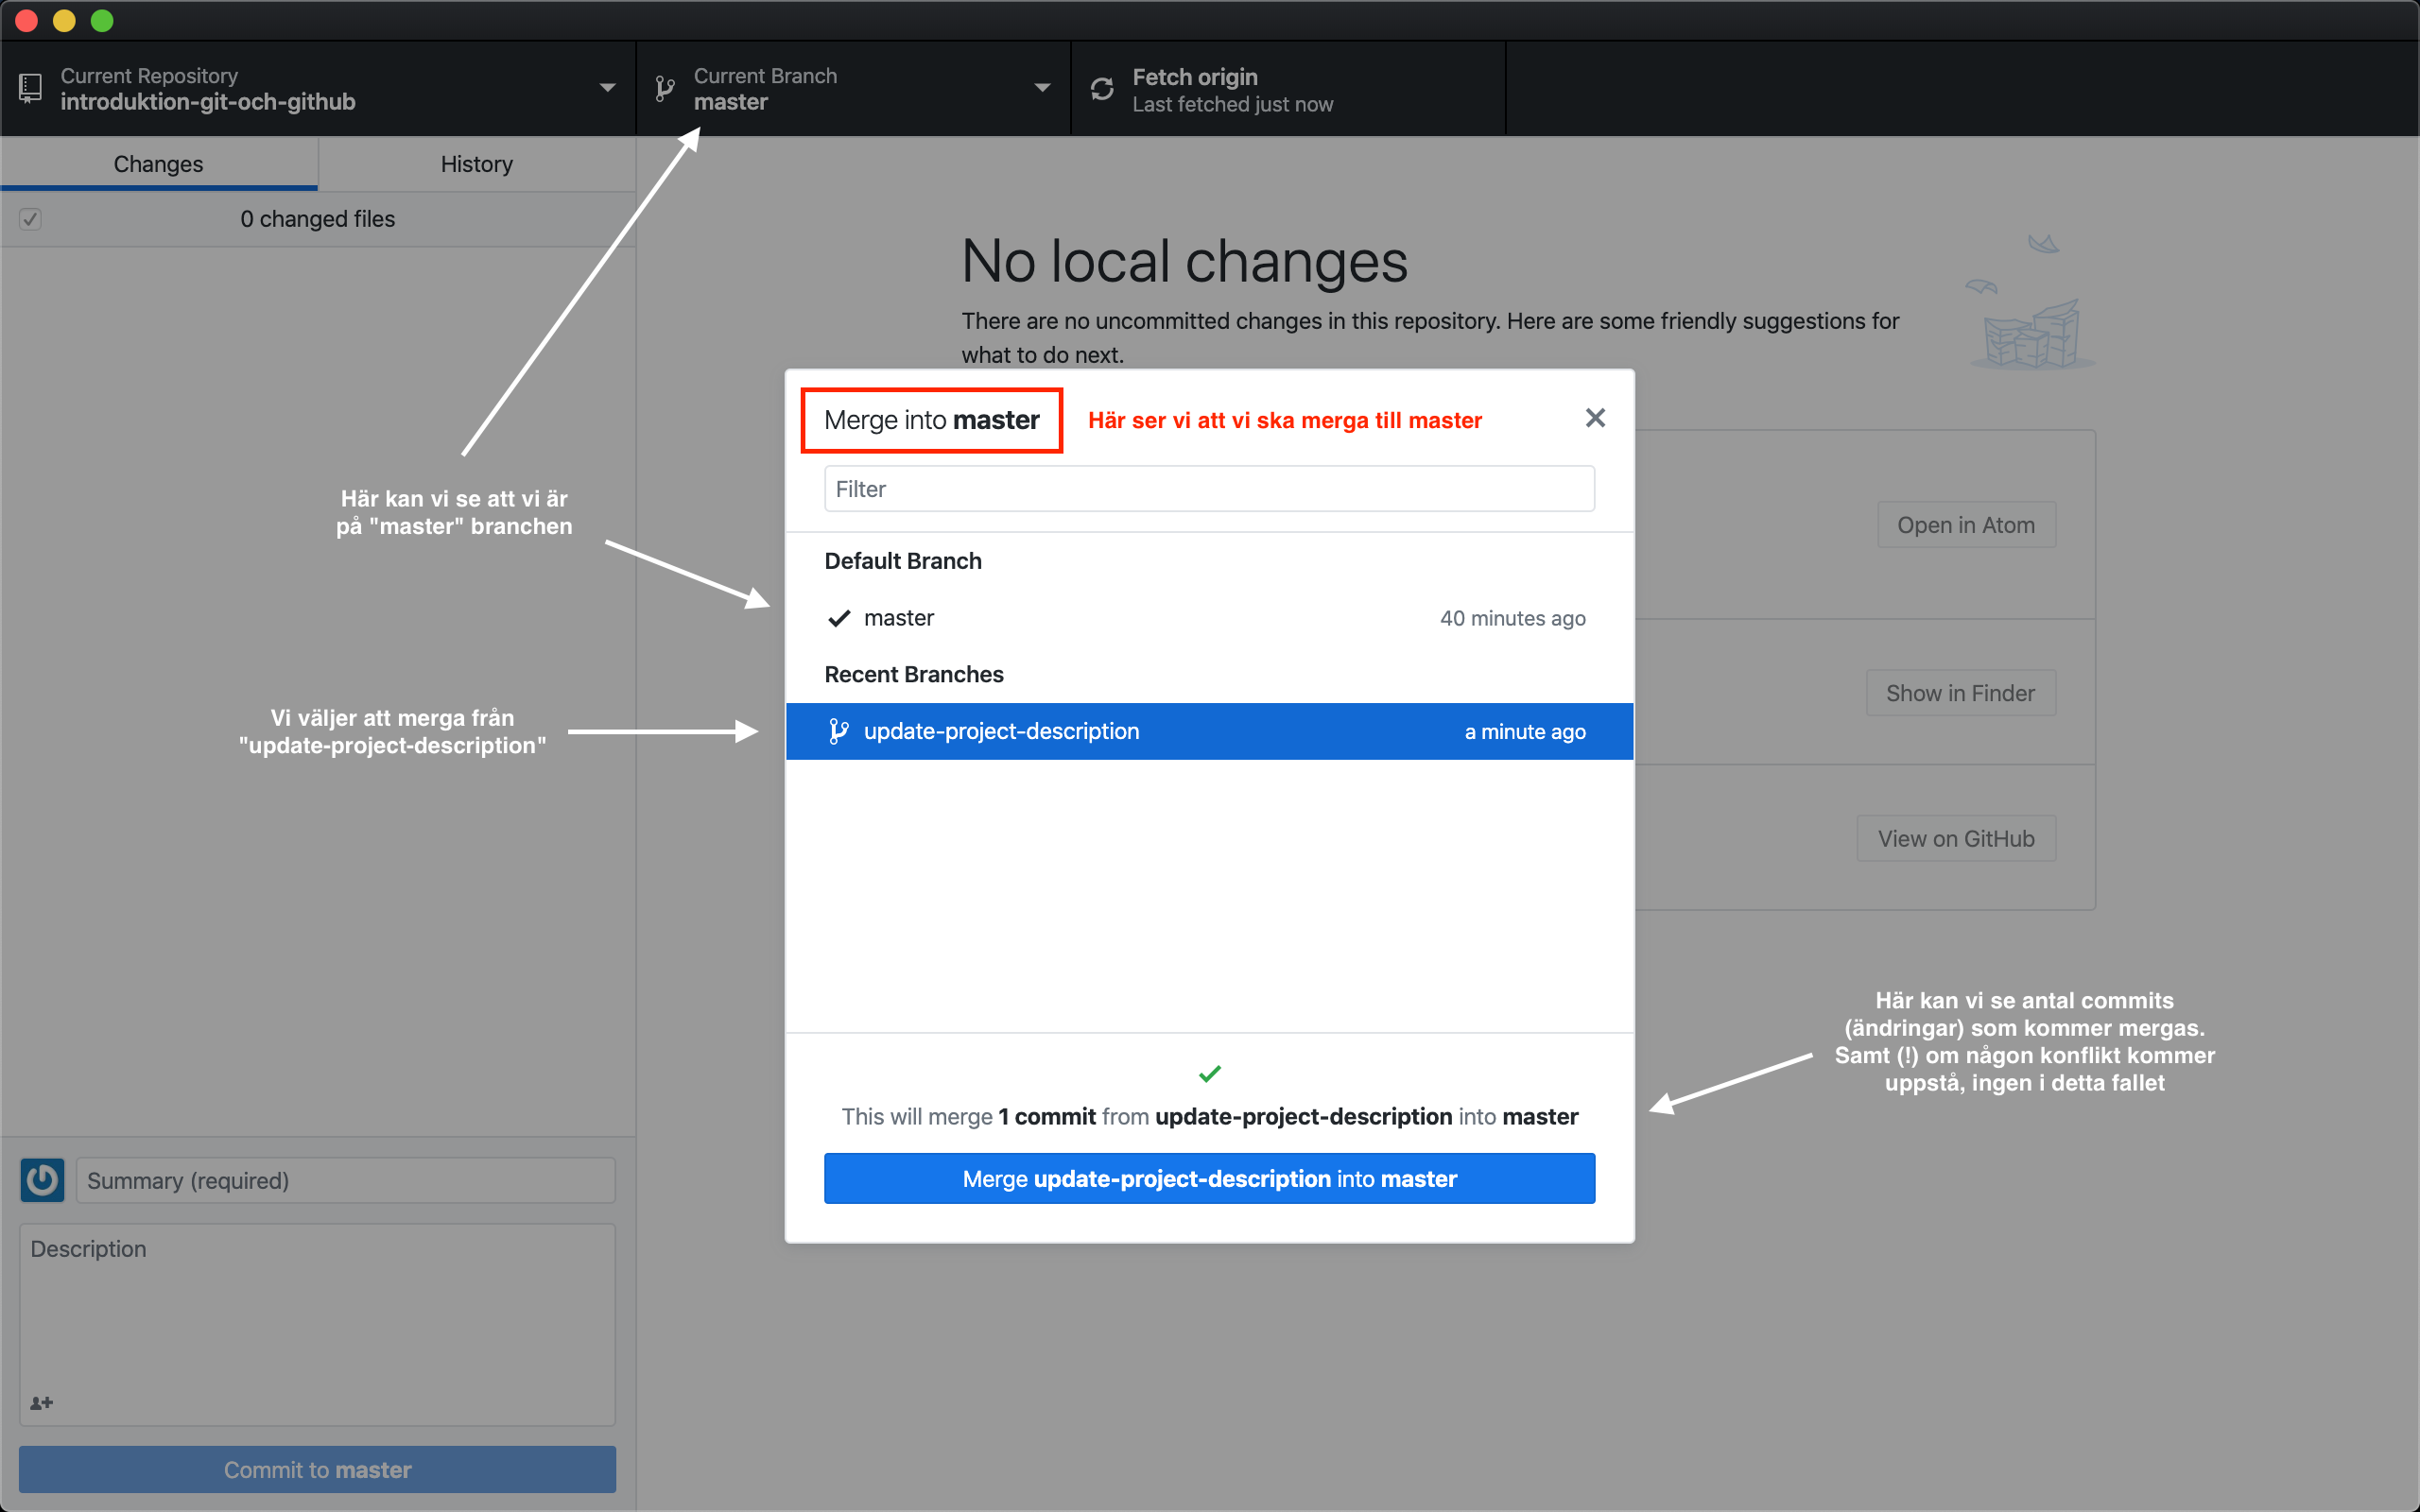 Current Repository
introduktion-git-och-github
Current Branch
master
Fetch origin
Last fetched just now
Changes
History
0 changed files
No local changes
There are no uncommitted changes in this repository. Here are some friendly suggestions for
what to do next.
Merge into master
Här ser vi att vi ska merga till master
Filter
Här kan vi se att vi är
på "master" branchen
Open in Atom
Default Branch
master
40 minutes ago
Recent Branches
Show in Finder
Vi väljer att merga från
"update-project-description"
update-project-description
a minute ago
View on GitHub
Här kan vi se antal commits
(ändringar) som kommer mergas.
Samt (!) om någon konflikt kommer
uppstå, ingen i detta fallet
This will merge 1 commit from update-project-description into master
Merge update-project-description into master
Summary (required)
Description
Commit to master